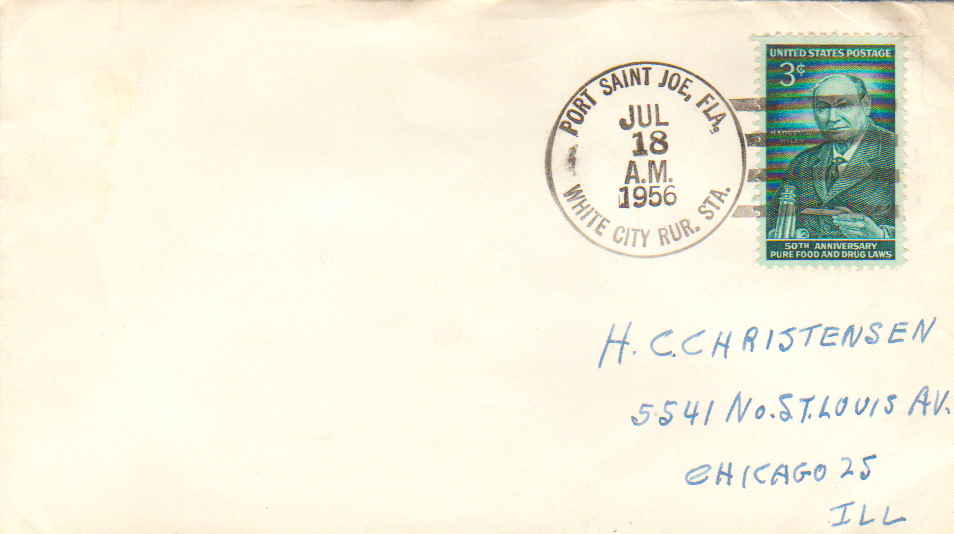 PORT SAINT JOE, FLA.
JUL
18
A.M.
1956
WHITE CITY RUR. STA.
UNITED STATES POSTAGE
3¢
50TH ANNIVERSARY
PURE FOOD AND DRUG LAWS
H. C. CHRISTENSEN
5541 No. ST. LOUIS AV.
CHICAGO 25
ILL